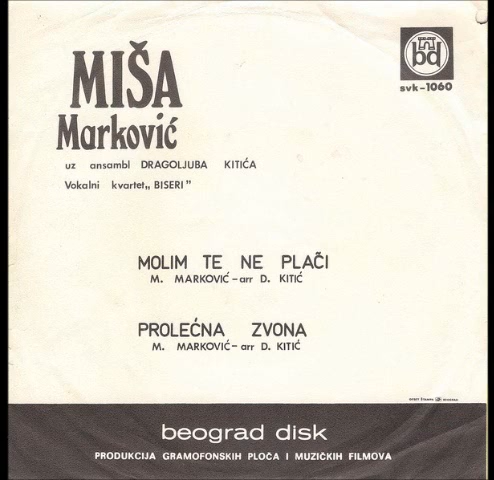 MIŠA
Marković
uz ansambl DRAGOLJUBA KITIĆA
Vokalni kvartet„ BISERI”
bd
svk-1060
MOLIM TE NE PLAČI
M. MARKOVIĆ - arr D. KITIĆ
PROLEĆNA ZVONA
M. MARKOVIĆ - arr D. KITIĆ
beograd disk
PRODUKCIJA GRAMOFONSKIH PLOČA I MUZIČKIH FILMOVA